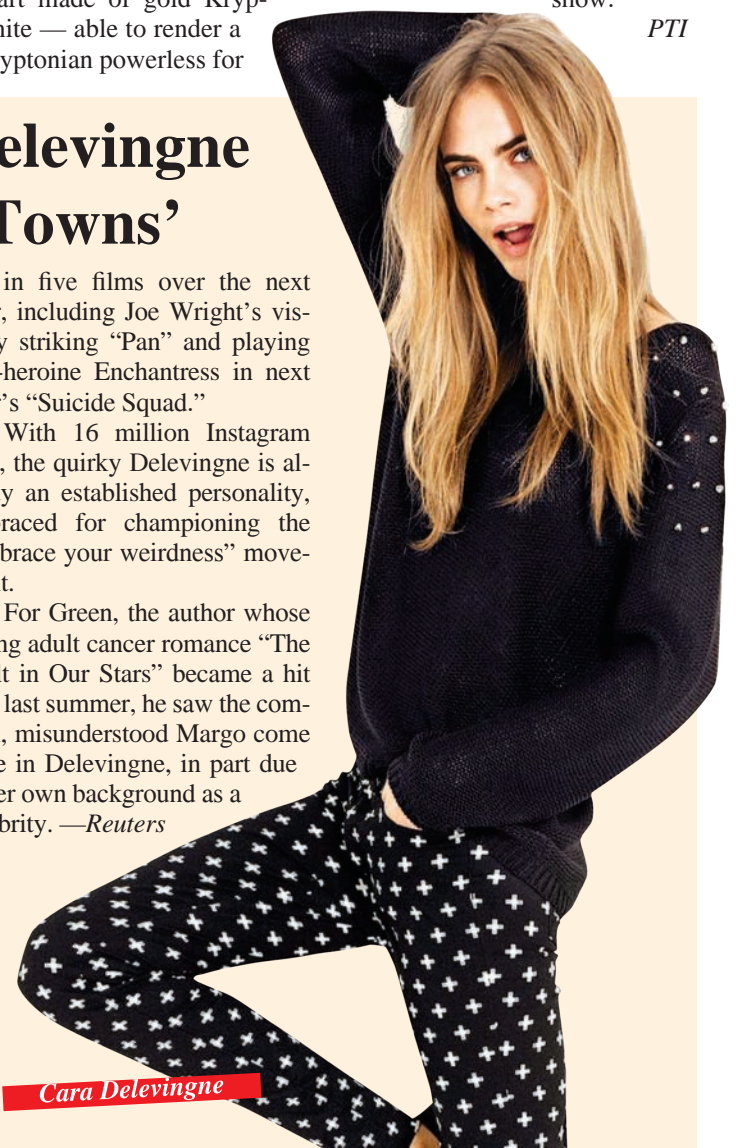 art made of gold Kryp-
nite — able to render a
yptonian powerless for
show.
PTI
elevingne
Towns’
in five films over the next
, including Joe Wright’s vis-
y striking “Pan” and playing
-heroine Enchantress in next
r’s “Suicide Squad.”
With 16 million Instagram
, the quirky Delevingne is al-
y an established personality,
braced for championing the
brace your weirdness” move-
t.
For Green, the author whose
ng adult cancer romance “The
lt in Our Stars” became a hit
last summer, he saw the com-
, misunderstood Margo come
e in Delevingne, in part due
er own background as a
brity. —Reuters
Cara Delevingne